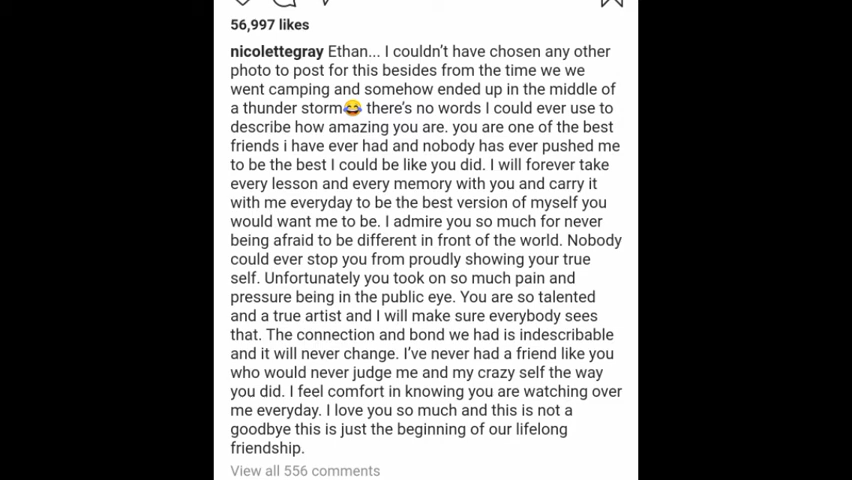 56,997 likes
nicolettegray Ethan... I couldn't have chosen any other
photo to post for this besides from the time we we
went camping and somehow ended up in the middle of
a thunder storm😂 there's no words I could ever use to
describe how amazing you are. you are one of the best
friends i have ever had and nobody has ever pushed me
to be the best I could be like you did. I will forever take
every lesson and every memory with you and carry it
with me everyday to be the best version of myself you
would want me to be. I admire you so much for never
being afraid to be different in front of the world. Nobody
could ever stop you from proudly showing your true
self. Unfortunately you took on so much pain and
pressure being in the public eye. You are so talented
and a true artist and I will make sure everybody sees
that. The connection and bond we had is indescribable
and it will never change. I've never had a friend like you
who would never judge me and my crazy self the way
you did. I feel comfort in knowing you are watching over
me everyday. I love you so much and this is not a
goodbye this is just the beginning of our lifelong
friendship.
View all 556 comments